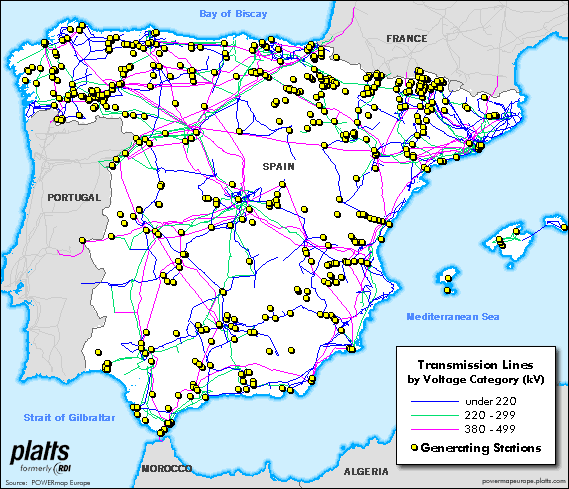 Bay of Biscay
FRANCE
SPAIN
PORTUGAL
Mediterranean Sea
Strait of Gilbraltar
MOROCCO
ALGERIA
Transmission Lines
by Voltage Category (kV)
under 220
220 - 299
380 - 499
Generating Stations
platts
formerly RDI
Source: POWERmap Europe
powermapeurope.platts.com